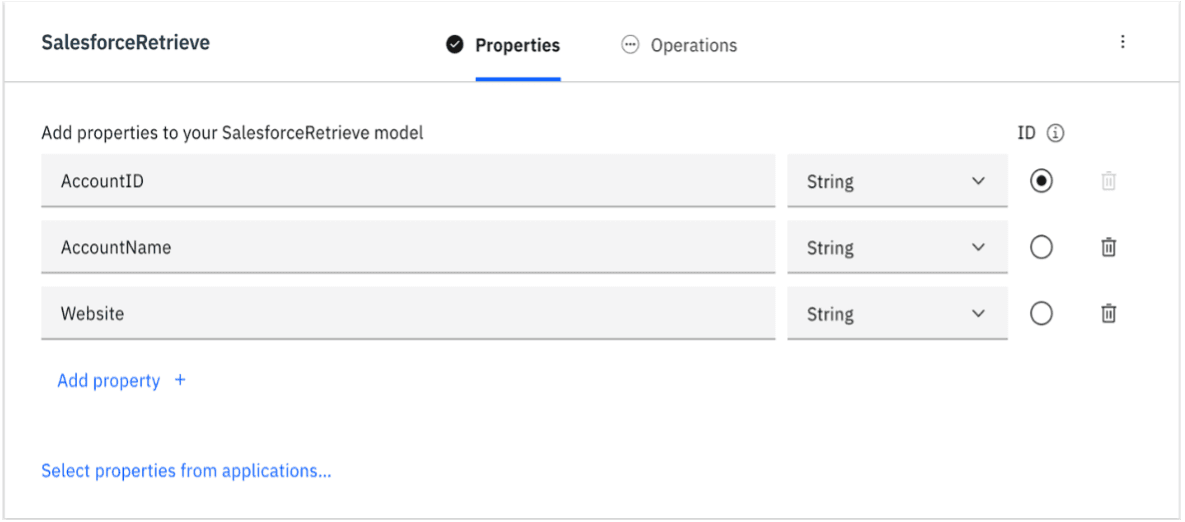 SalesforceRetrieve Properties Operations
Add properties to your SalesforceRetrieve model ID
AccountID String
AccountName String
Website String
Add property +
Select properties from applications...